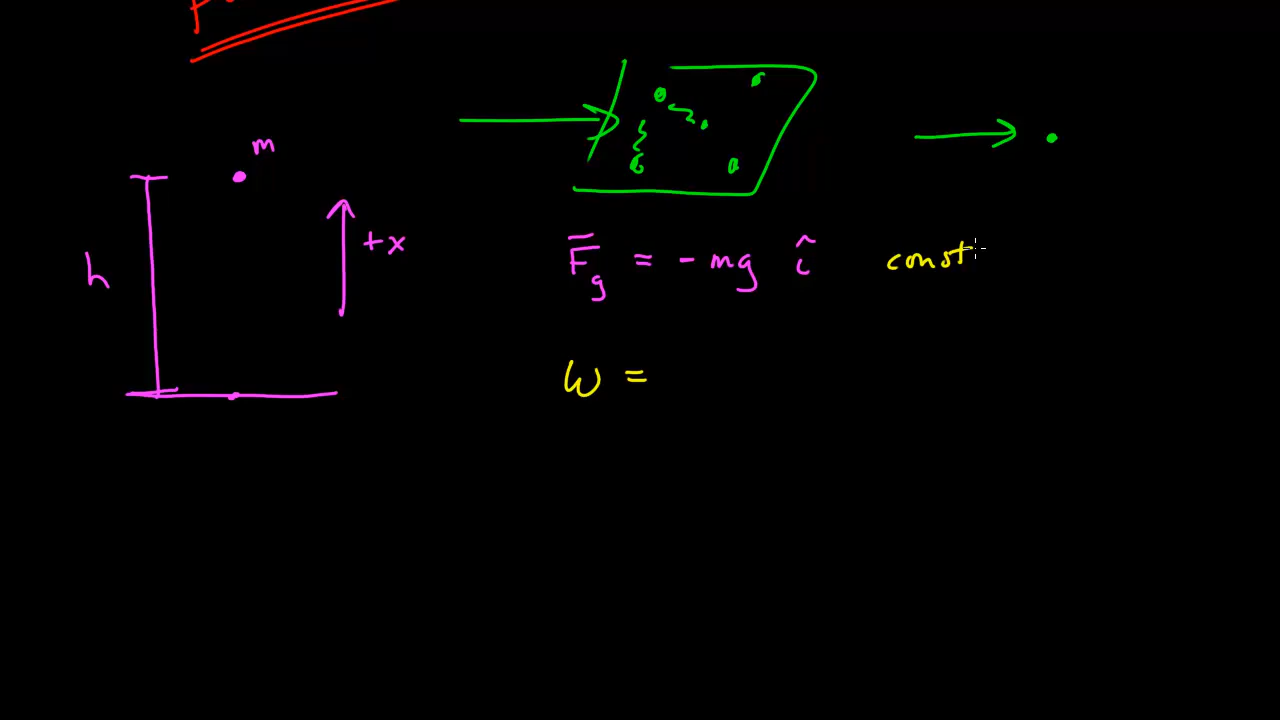 m
+x
h
F̅g = - mg î const
W =